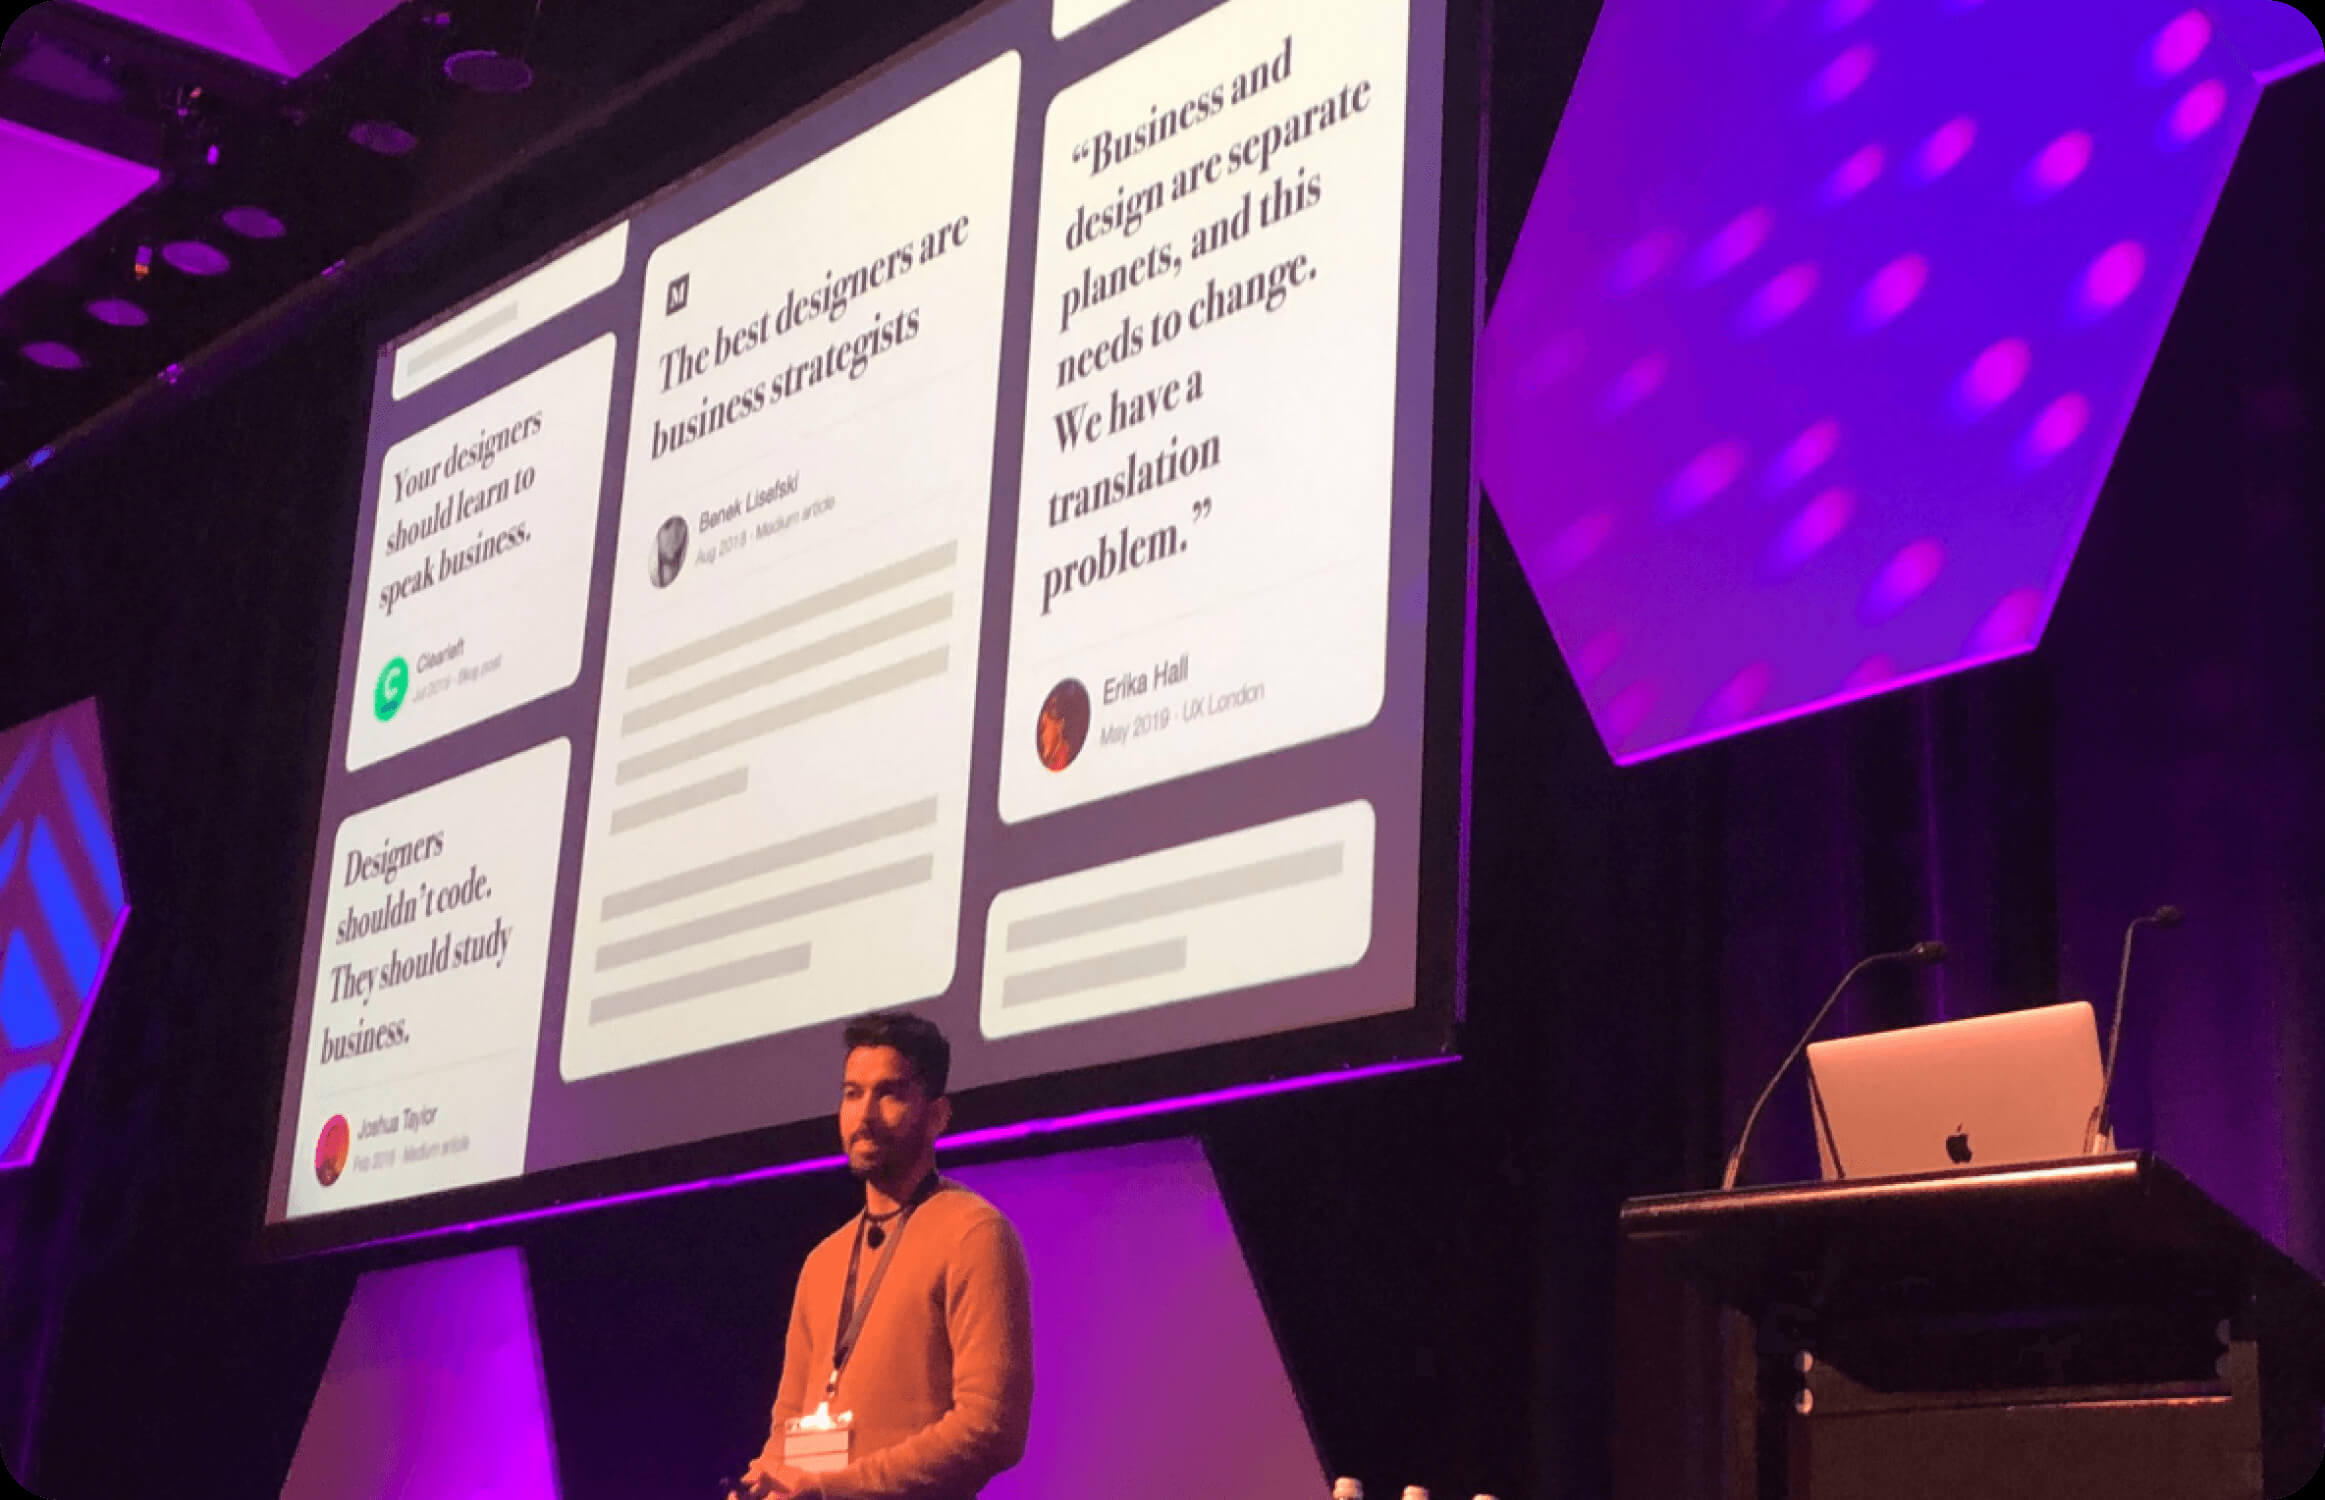 Your designers
should learn to
speak business.
Clearleft
Jul 2019 · Blog post
Designers
shouldn’t code.
They should study
business.
Joshua Taylor
Feb 2018 · Medium article
M
The best designers are
business strategists
Benek Lisefski
Aug 2018 · Medium article
“Business and
design are separate
planets, and this
needs to change.
We have a
translation
problem.”
Erika Hall
May 2019 · UX London